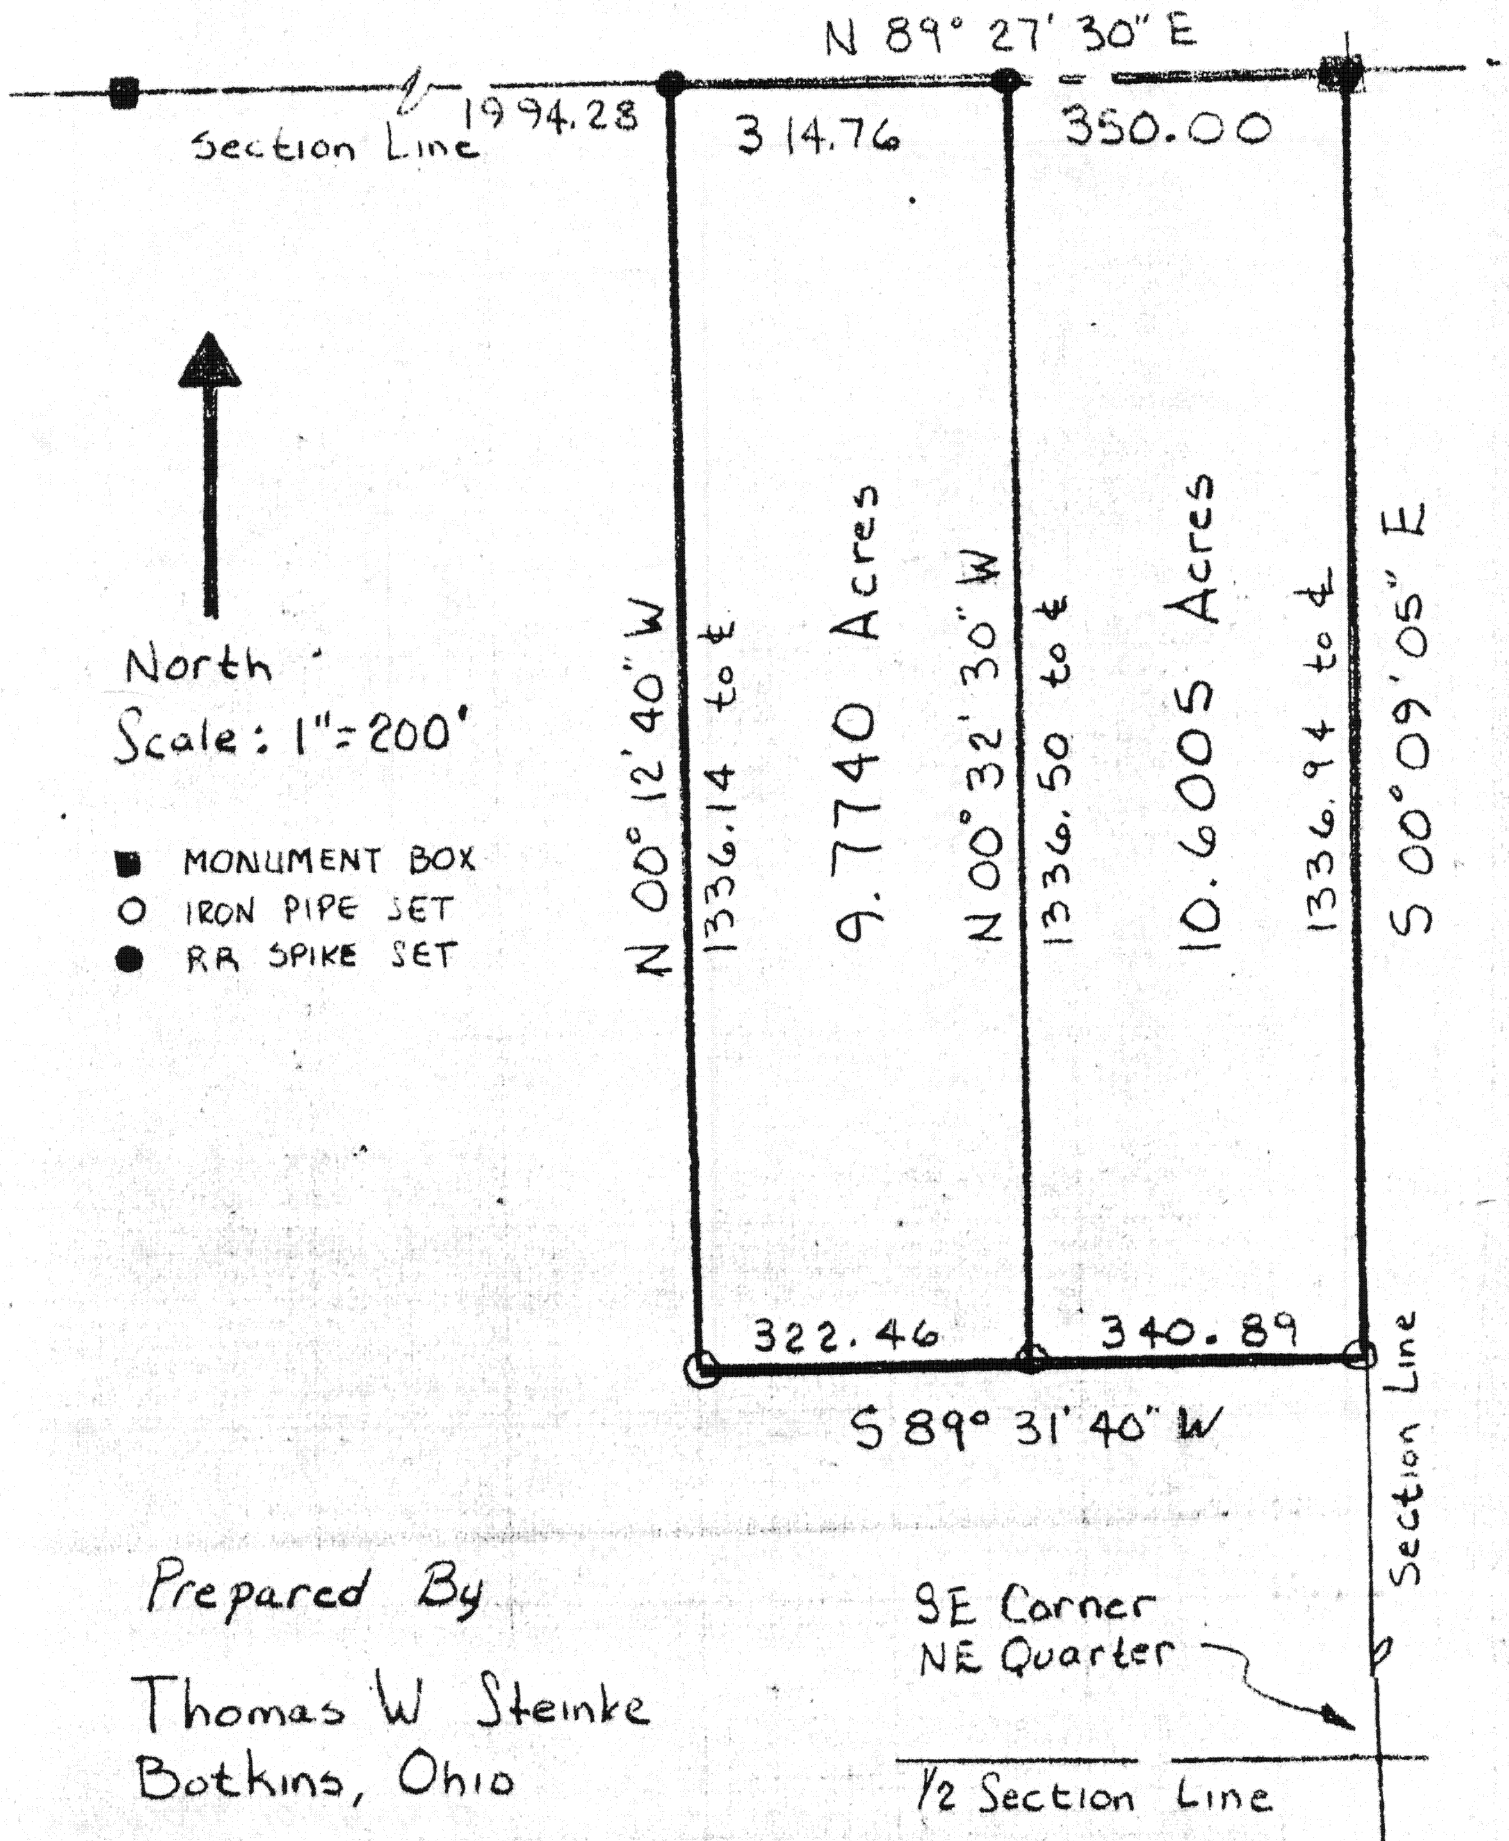 N 89° 27' 30" E
1994.28
314.76
350.00
Section Line
North
Scale: 1"=200'
MONUMENT BOX
IRON PIPE SET
RR SPIKE SET
N 00° 12' 40" W
1336.14 to ℄
9.7740 Acres
N 00° 32' 30" W
1336.50 to ℄
10.6005 Acres
1336.94 to ℄
S 00° 09' 05" E
322.46
340.89
S 89° 31' 40" W
Section Line
Prepared By
Thomas W Steinke
Botkins, Ohio
SE Corner
NE Quarter
1/2 Section Line